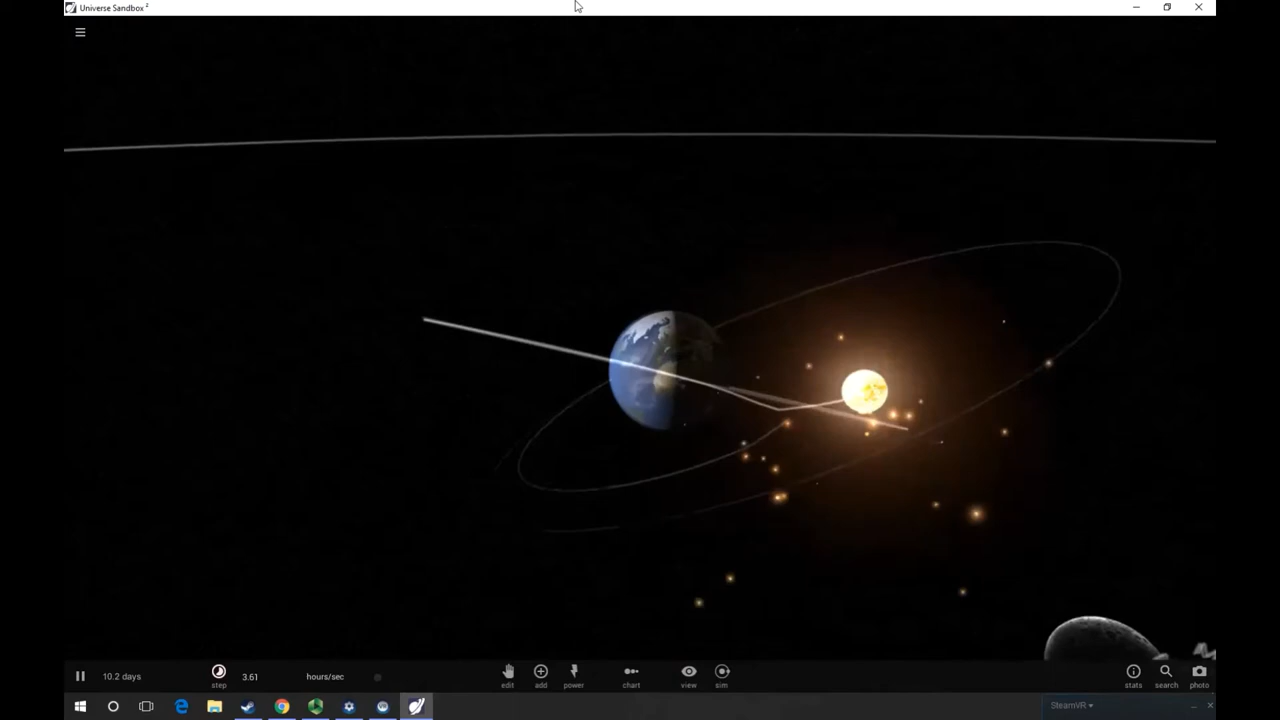 Universe Sandbox ²
10.2 days
step
3.61
hours/sec
edit
add
power
chart
view
sim
stats
search
photo
SteamVR